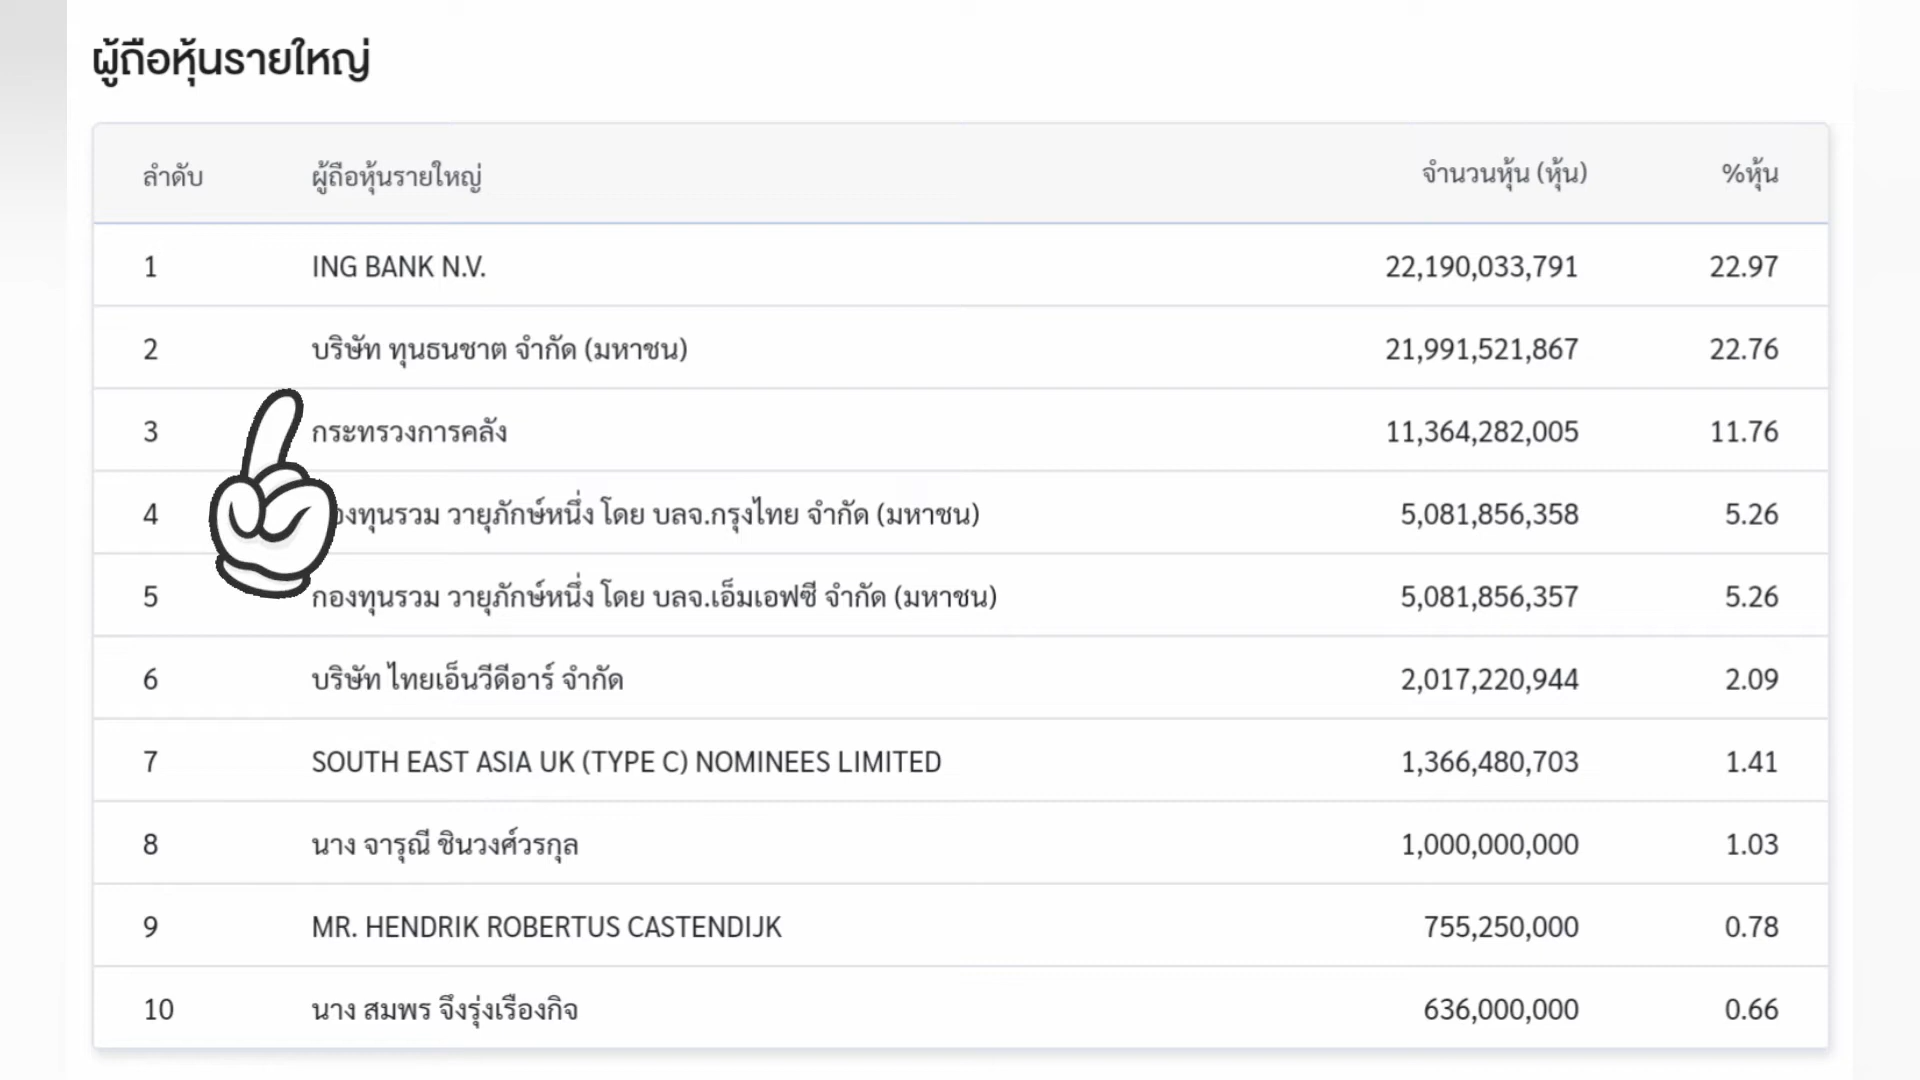 ผู้ถือหุ้นรายใหญ่
ลำดับ ผู้ถือหุ้นรายใหญ่ จำนวนหุ้น (หุ้น) %หุ้น
1 ING BANK N.V. 22,190,033,791 22.97
2 บริษัท ทุนธนชาต จำกัด (มหาชน) 21,991,521,867 22.76
3 กระทรวงการคลัง 11,364,282,005 11.76
4 องทุนรวม วายุภักษ์หนึ่ง โดย บลจ.กรุงไทย จำกัด (มหาชน) 5,081,856,358 5.26
5 กองทุนรวม วายุภักษ์หนึ่ง โดย บลจ.เอ็มเอฟซี จำกัด (มหาชน) 5,081,856,357 5.26
6 บริษัท ไทยเอ็นวีดีอาร์ จำกัด 2,017,220,944 2.09
7 SOUTH EAST ASIA UK (TYPE C) NOMINEES LIMITED 1,366,480,703 1.41
8 นาง จารุณี ชินวงศ์วรกุล 1,000,000,000 1.03
9 MR. HENDRIK ROBERTUS CASTENDIJK 755,250,000 0.78
10 นาง สมพร จึงรุ่งเรืองกิจ 636,000,000 0.66